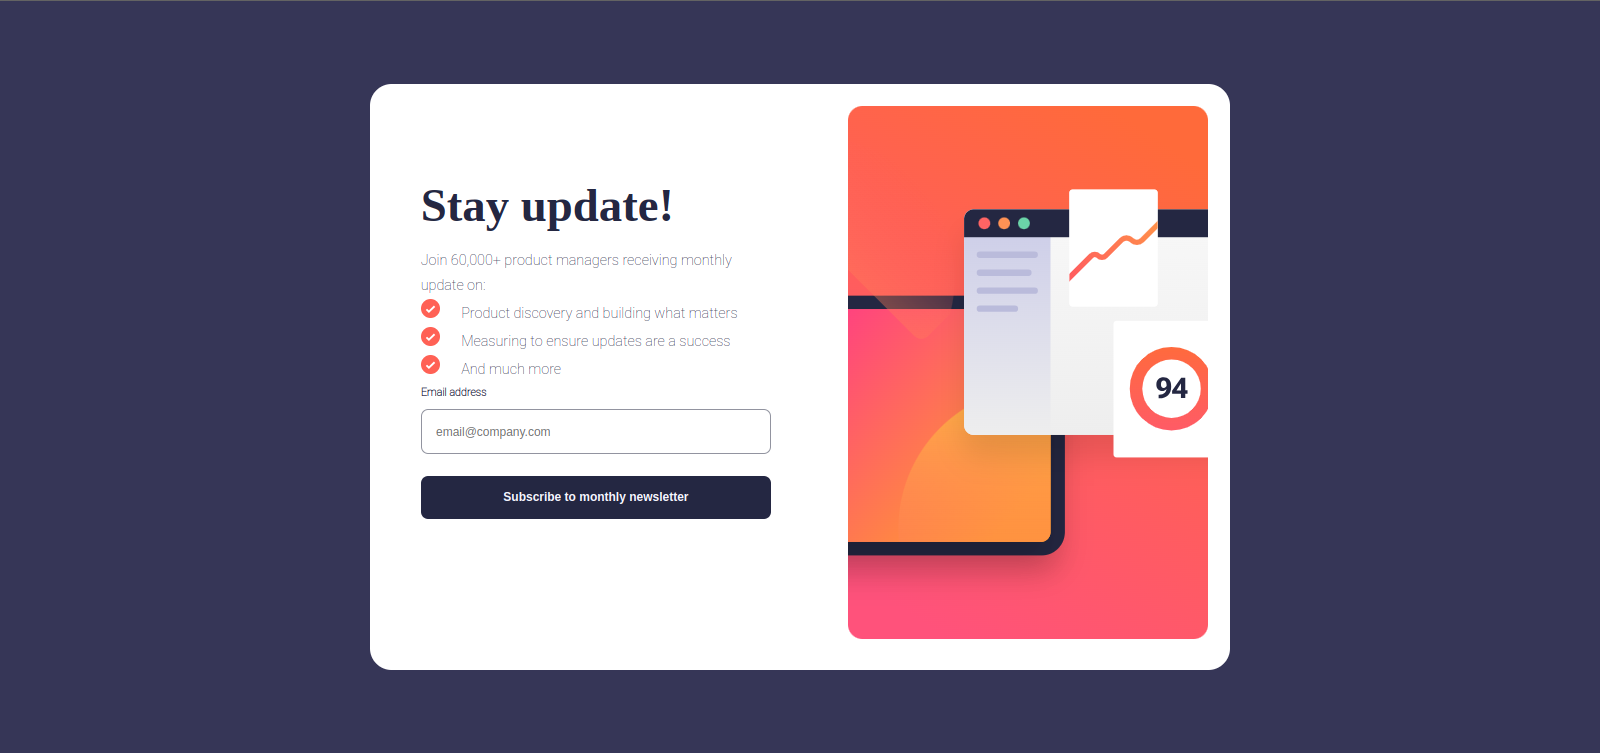 Stay update!
Join 60,000+ product managers receiving monthly
update on:
Product discovery and building what matters
Measuring to ensure updates are a success
And much more
Email address
email@company.com
Subscribe to monthly newsletter
94